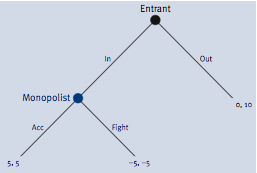 Entrant
In
Out
Monopolist
0, 10
Acc
Fight
5, 5
−5, −5